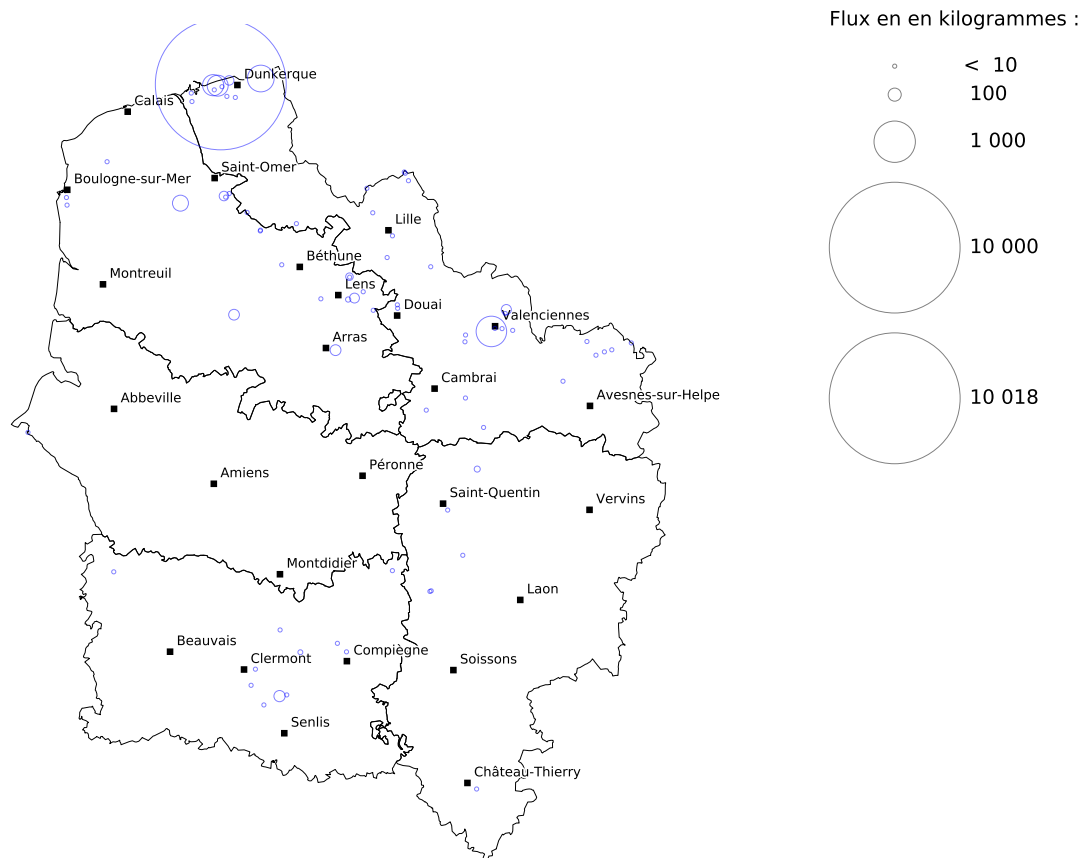 Flux en en kilogrammes :
< 10
100
1 000
10 000
10 018
Dunkerque
Calais
Saint-Omer
Boulogne-sur-Mer
Lille
Béthune
Montreuil
Lens
Douai
Valenciennes
Arras
Cambrai
Avesnes-sur-Helpe
Abbeville
Péronne
Amiens
Saint-Quentin
Vervins
Montdidier
Laon
Beauvais
Clermont
Compiègne
Soissons
Senlis
Château-Thierry